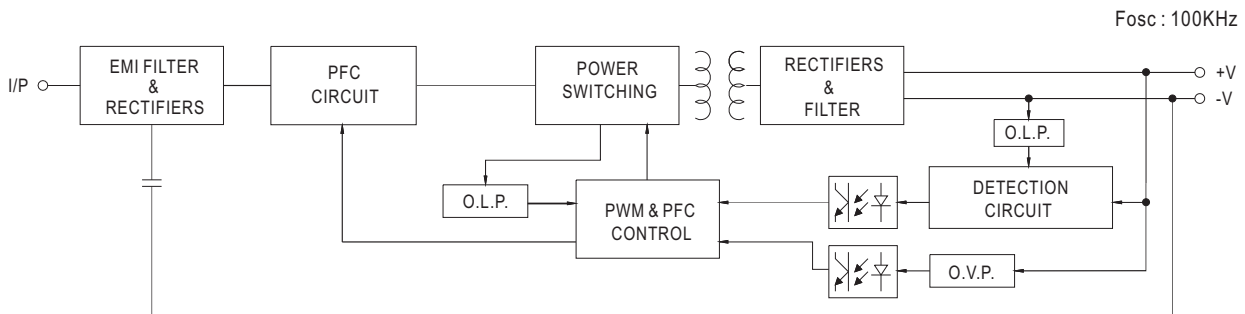 Fosc : 100KHz
I/P
EMI FILTER
&
RECTIFIERS
PFC
CIRCUIT
POWER
SWITCHING
RECTIFIERS
&
FILTER
+V
-V
O.L.P.
O.L.P.
PWM & PFC
CONTROL
DETECTION
CIRCUIT
O.V.P.